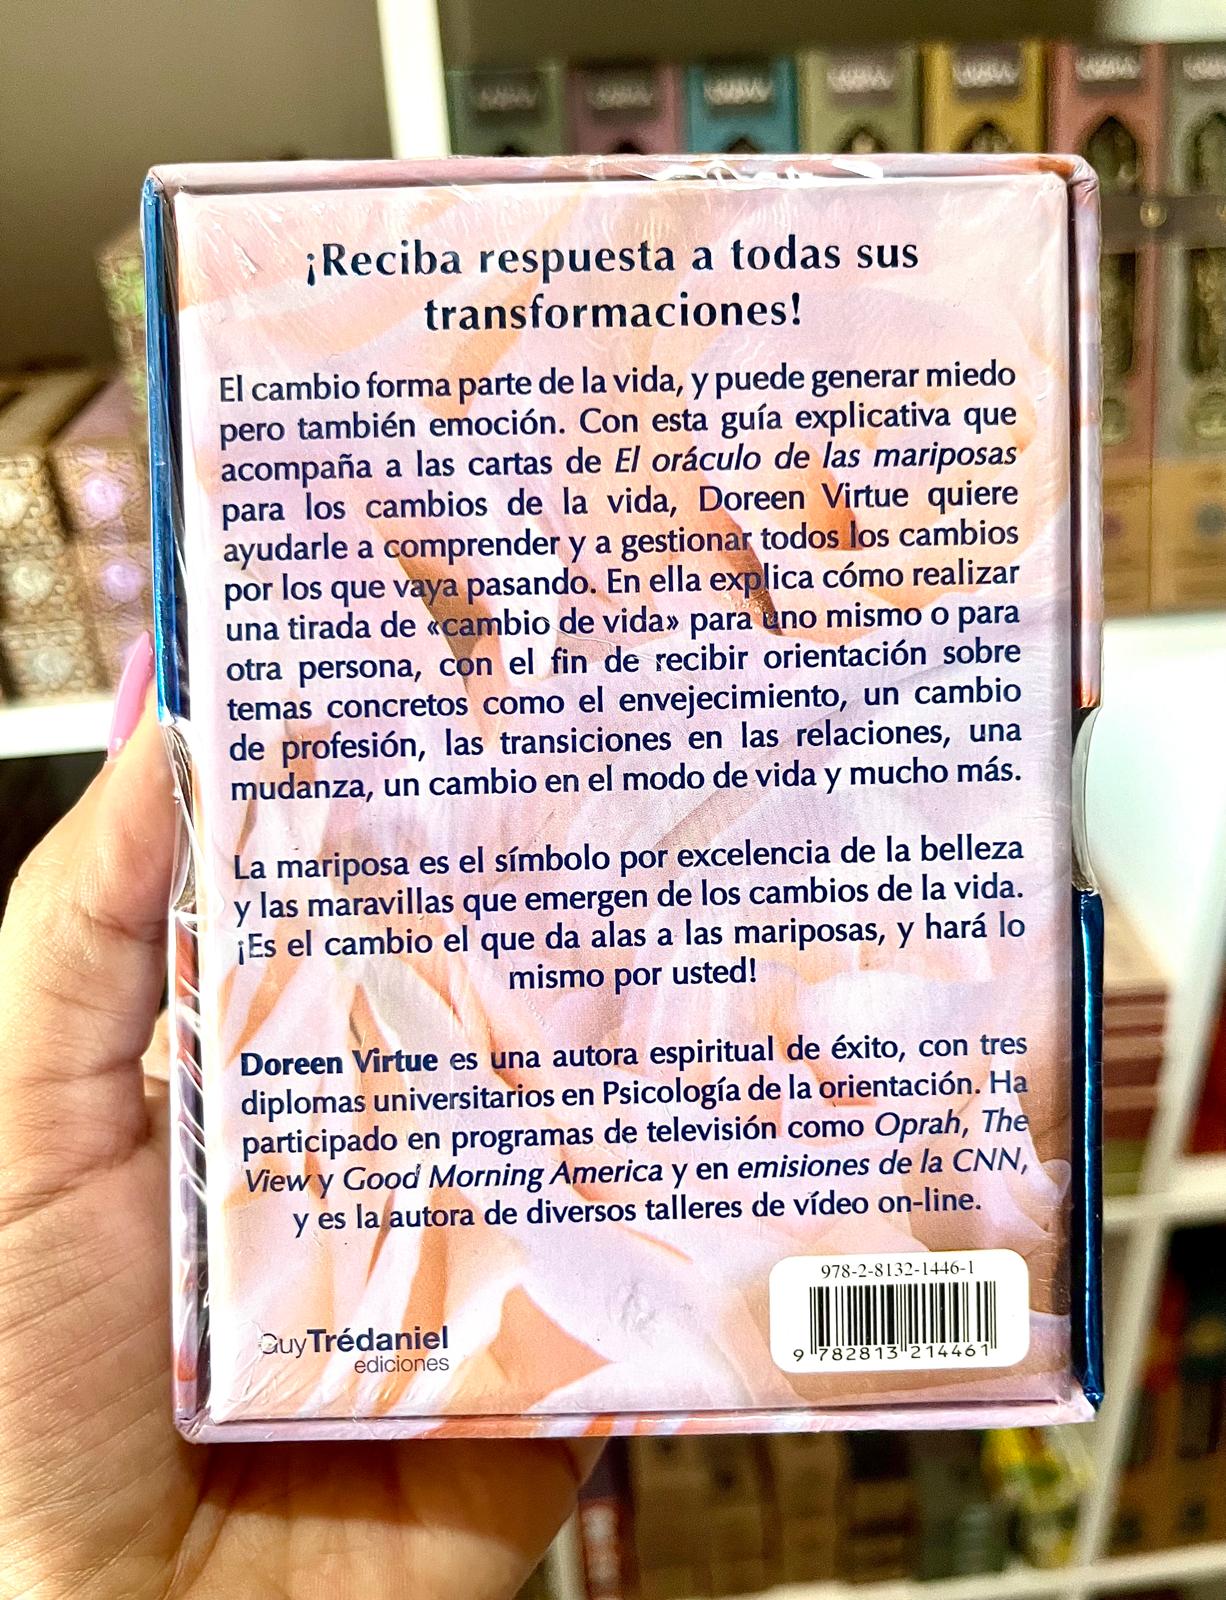 ¡Reciba respuesta a todas sus
transformaciones!
El cambio forma parte de la vida, y puede generar miedo
pero también emoción. Con esta guía explicativa que
acompaña a las cartas de El oráculo de las mariposas
para los cambios de la vida, Doreen Virtue quiere
ayudarle a comprender y a gestionar todos los cambios
por los que vaya pasando. En ella explica cómo realizar
una tirada de «cambio de vida» para uno mismo o para
otra persona, con el fin de recibir orientación sobre
temas concretos como el envejecimiento, un cambio
de profesión, las transiciones en las relaciones, una
mudanza, un cambio en el modo de vida y mucho más.
La mariposa es el símbolo por excelencia de la belleza
y las maravillas que emergen de los cambios de la vida.
¡Es el cambio el que da alas a las mariposas, y hará lo
mismo por usted!
Doreen Virtue es una autora espiritual de éxito, con tres
diplomas universitarios en Psicología de la orientación. Ha
participado en programas de televisión como Oprah, The
View y Good Morning America y en emisiones de la CNN,
y es la autora de diversos talleres de vídeo on-line.
GuyTrédaniel
ediciones
978-2-8132-1446-1
9 782813 214461